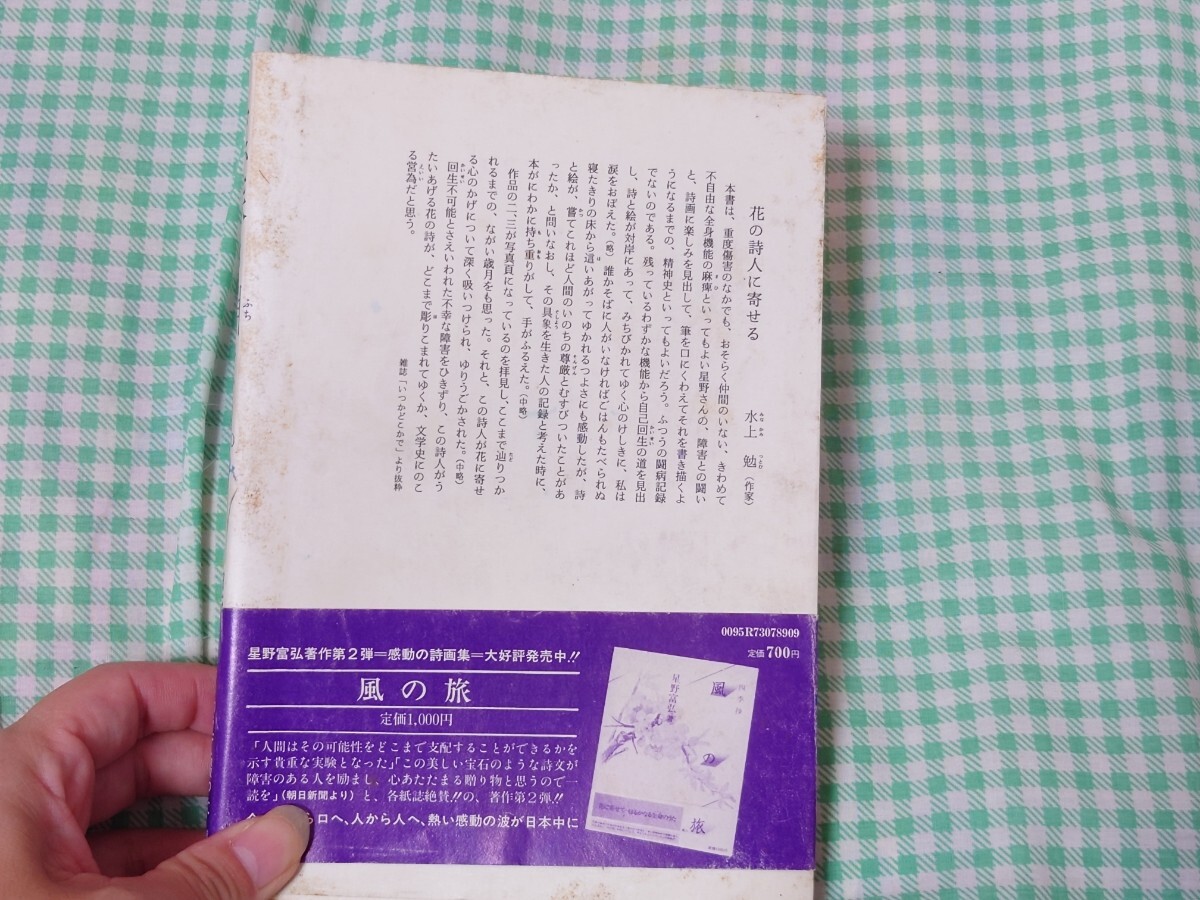 花の詩人に寄せる
水上 勉(作家)
本書は、重度傷害のなかでも、おそらく仲間のいない、きわめて
不自由な全身機能の麻痺といってもよい星野さんの、障害との闘い
と、詩画に楽しみを見出して、筆を口にくわえてそれを書き描くよ
うになるまでの、精神史といってもよいだろう。ふつうの闘病記録
でないのである。残っているわずかな機能から自己回生の道を見出
し、詩と絵が対岸にあって、みちびかれてゆく心のけしきに、私は
涙をおぼえた。(略)誰かそばに人がいなければごはんもたべられぬ
寝たきりの床から這いあがってゆかれるつよさにも感動したが、詩
と絵が、嘗てこれほど人間のいのちの尊厳とむすびついたことがあ
ったか、と問いなおし、その具象を生きた人の記録と考えた時に、
本がにわかに持ち重りがして、手がふるえた。(中略)
作品の二、三が写真頁になっているのを拝見し、ここまで辿りつか
れるまでの、ながい歳月をも思った。それと、この詩人が花に寄せ
る心のかげについて深く吸いつけられ、ゆりうごかされた。(中略)
回生不可能とさえいわれた不幸な障害をひきずり、この詩人がう
たいあげる花の詩が、どこまで彫りこまれてゆくか、文学史にのこ
る営為だと思う。
雑誌「いつかどこかで」より抜粋
ふち
0095R73078909
定価700円
星野富弘著作第2弾=感動の詩画集=大好評発売中!!
風の旅
定価1,000円
「人間はその可能性をどこまで支配することができるかを
示す貴重な実験となった」「この美しい宝石のような詩文が
障害のある人を励まし、心あたたまる贈り物と思うので一
読を」(朝日新聞より)と、各紙誌絶賛!!の、著作第2弾!!
ら口へ、人から人へ、熱い感動の波が日本中に
風の旅
星野富弘